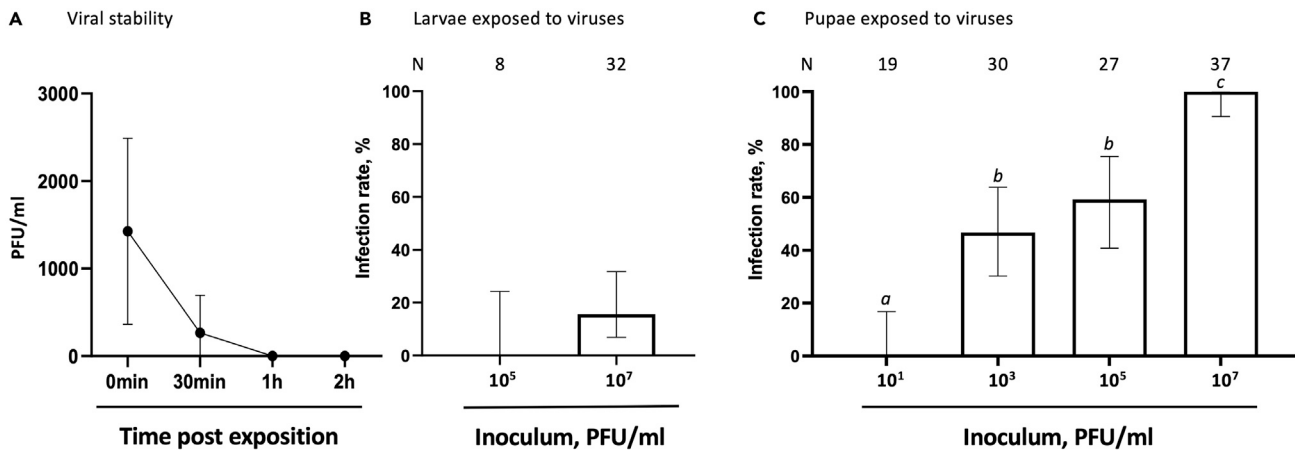 A Viral stability
3000
2000
1000
0
PFU/ml
0min 30min 1h 2h
Time post exposition
B Larvae exposed to viruses
N 8 32
100
80
60
40
20
0
Infection rate, %
10⁵ 10⁷
Inoculum, PFU/ml
C Pupae exposed to viruses
N 19 30 27 37
100
80
60
40
20
0
Infection rate, %
a b b c
10¹ 10³ 10⁵ 10⁷
Inoculum, PFU/ml